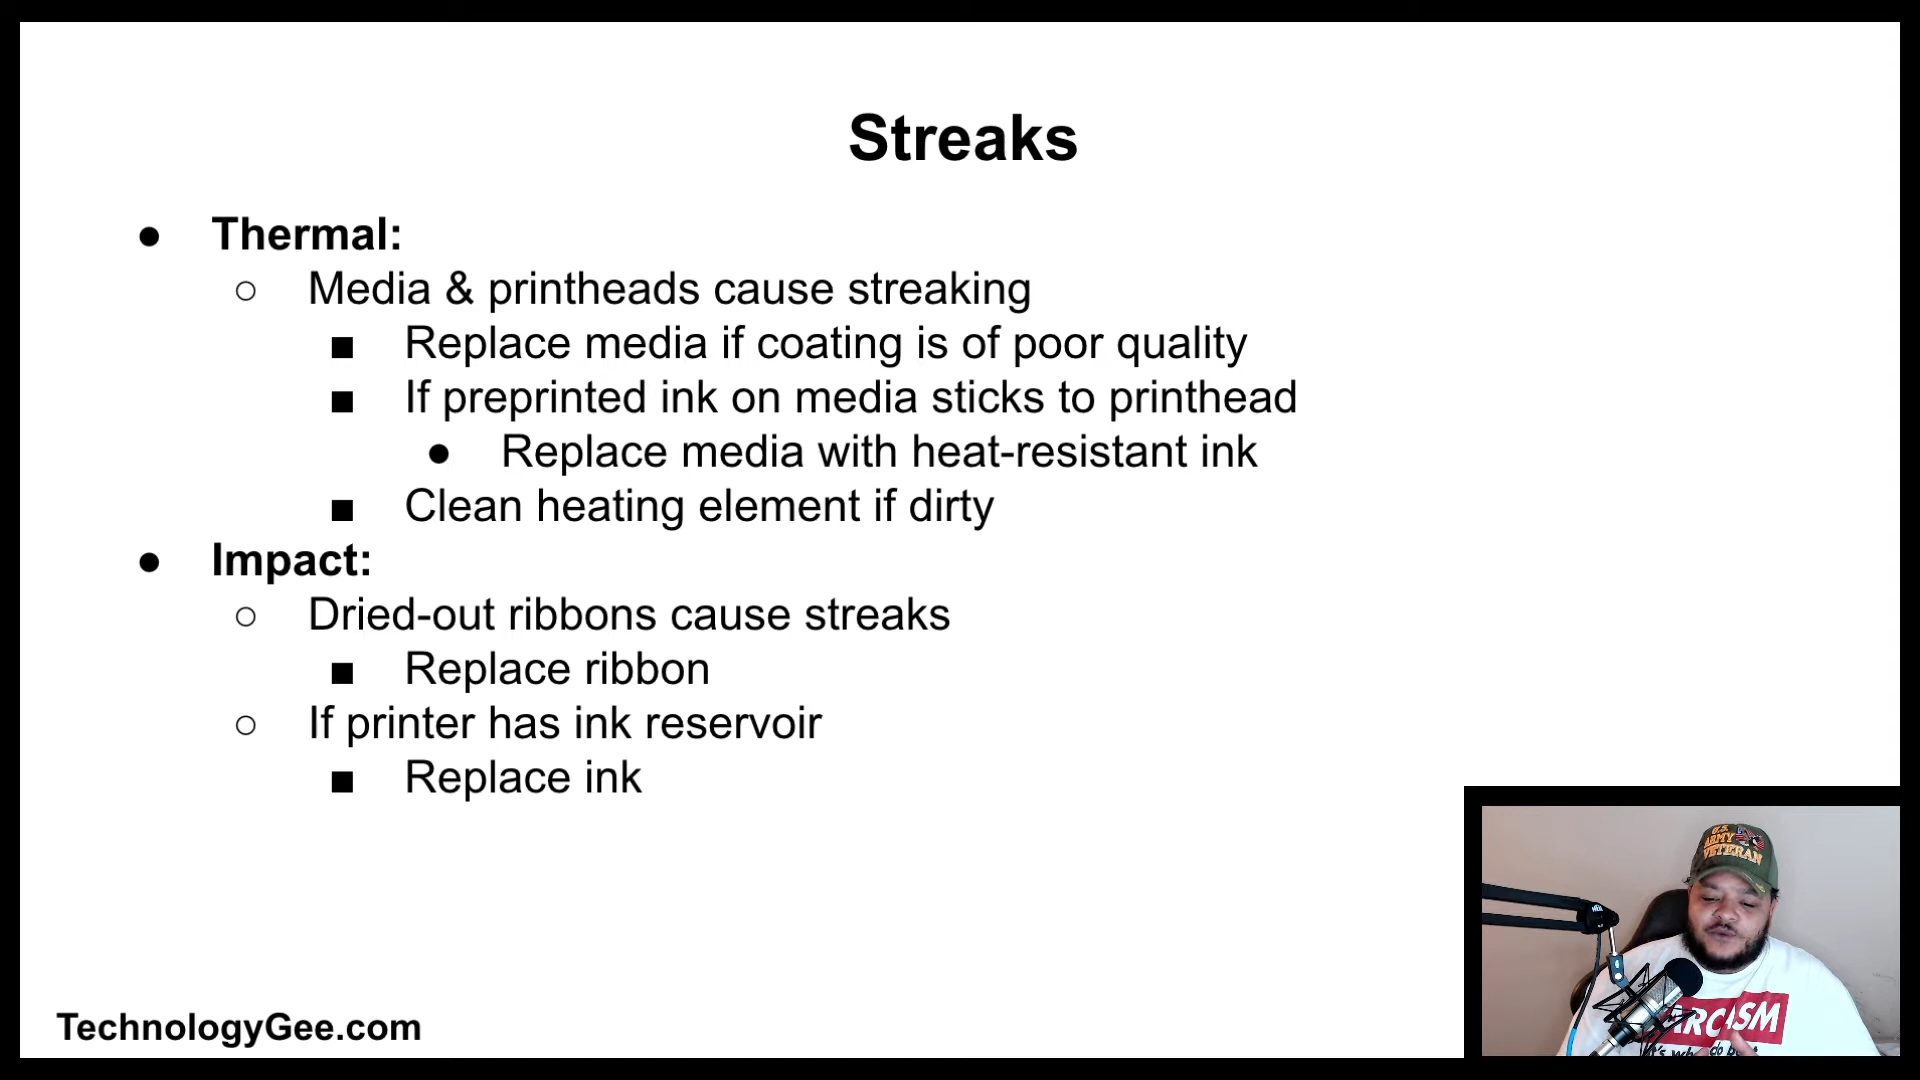 Streaks
● Thermal:
○ Media & printheads cause streaking
■ Replace media if coating is of poor quality
■ If preprinted ink on media sticks to printhead
● Replace media with heat-resistant ink
■ Clean heating element if dirty
● Impact:
○ Dried-out ribbons cause streaks
■ Replace ribbon
○ If printer has ink reservoir
■ Replace ink
U.S.
ARMY
VETERAN
TechnologyGee.com